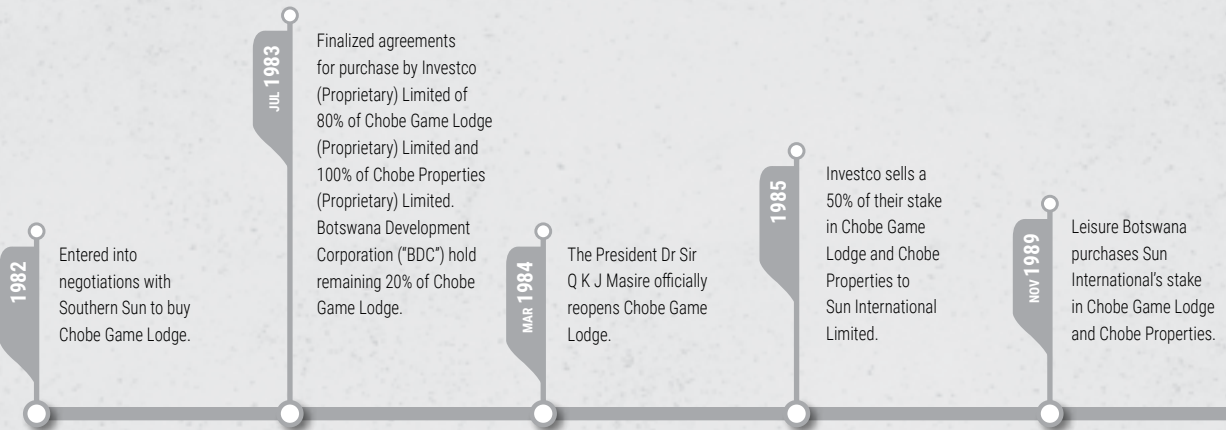 1982
Entered into
negotiations with
Southern Sun to buy
Chobe Game Lodge.
JUL 1983
Finalized agreements
for purchase by Investco
(Proprietary) Limited of
80% of Chobe Game Lodge
(Proprietary) Limited and
100% of Chobe Properties
(Proprietary) Limited.
Botswana Development
Corporation (“BDC”) hold
remaining 20% of Chobe
Game Lodge.
MAR 1984
The President Dr Sir
Q K J Masire officially
reopens Chobe Game
Lodge.
1985
Investco sells a
50% of their stake
in Chobe Game
Lodge and Chobe
Properties to
Sun International
Limited.
NOV 1989
Leisure Botswana
purchases Sun
International’s stake
in Chobe Game Lodge
and Chobe Properties.